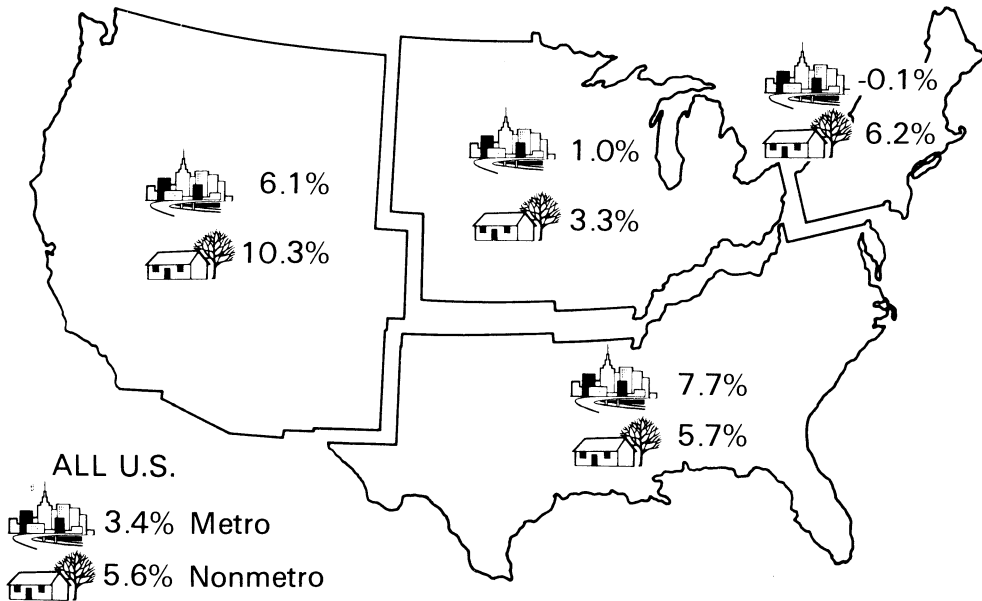 -0.1%
6.2%
1.0%
3.3%
6.1%
10.3%
7.7%
5.7%
ALL U.S.
3.4% Metro
5.6% Nonmetro